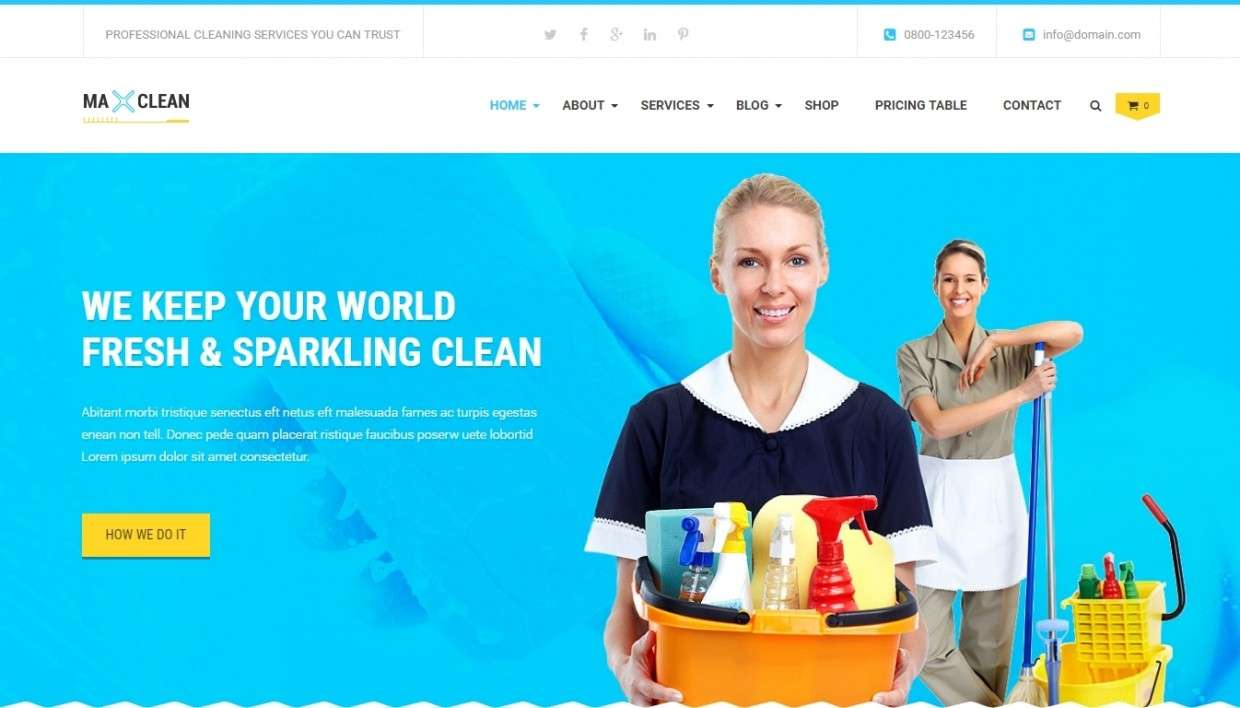 PROFESSIONAL CLEANING SERVICES YOU CAN TRUST
0800-123456
info@domain.com
MAXCLEAN
HOME
ABOUT
SERVICES
BLOG
SHOP
PRICING TABLE
CONTACT
0
WE KEEP YOUR WORLD
FRESH & SPARKLING CLEAN
Abitant morbi tristique senectus eft netus eft malesuada fames ac turpis egestas
enean non tell. Donec pede quam placerat ristique faucibus poserw uete lobortid
Lorem ipsum dolor sit amet consectetur.
HOW WE DO IT